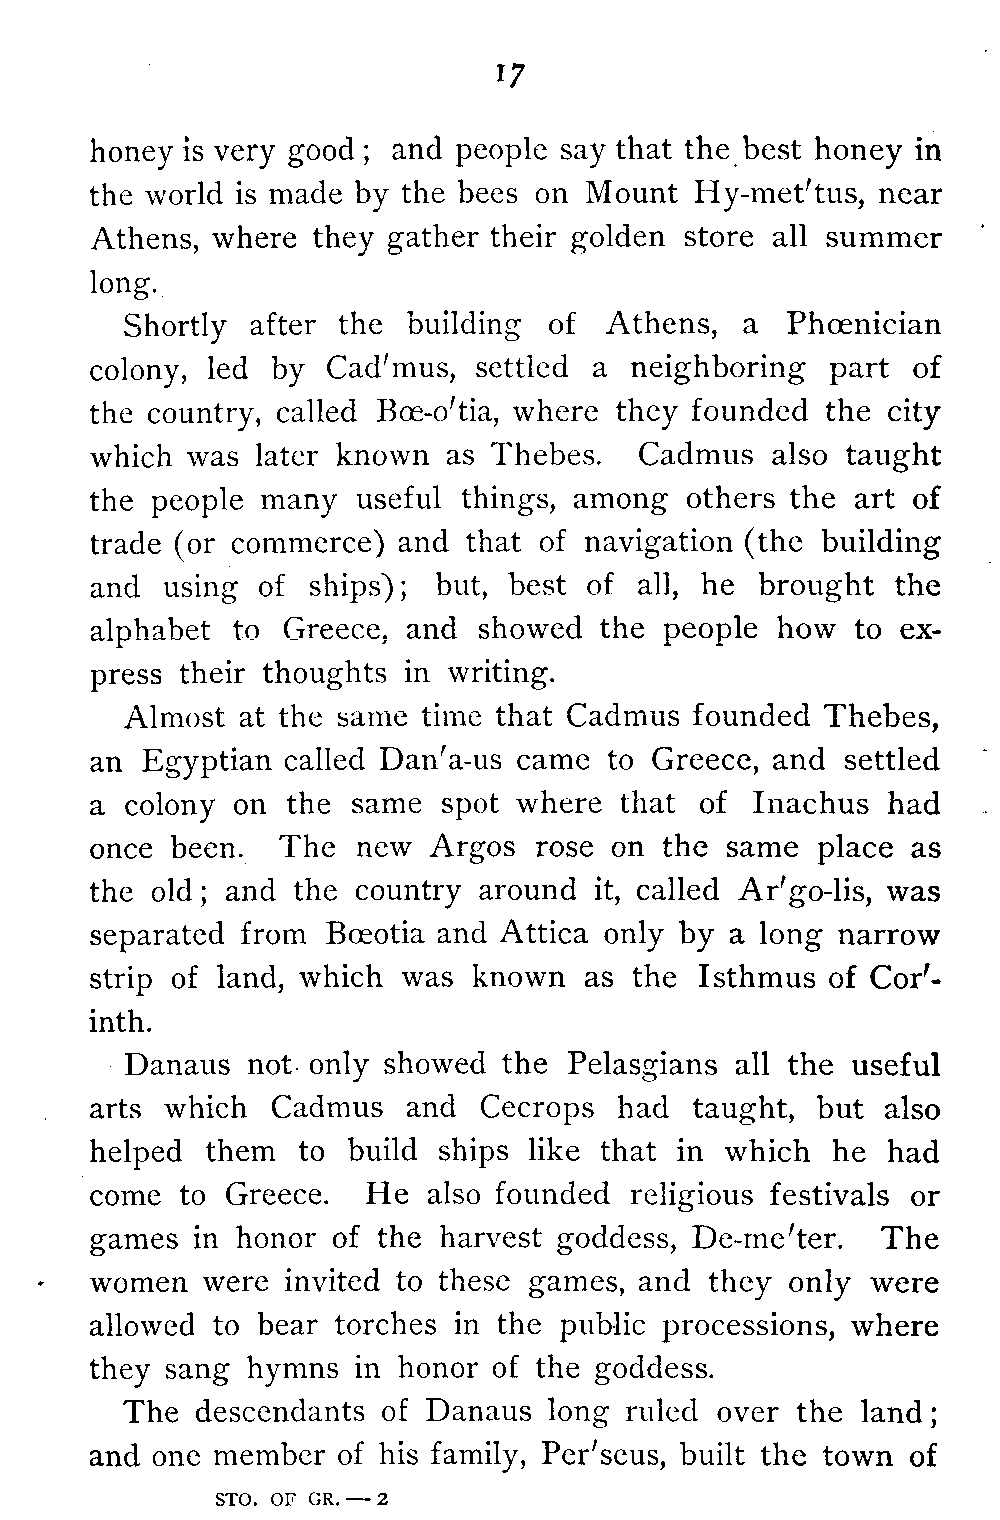 17
honey is very good; and people say that the best honey in
the world is made by the bees on Mount Hy-met'tus, near
Athens, where they gather their golden store all summer
long.
Shortly after the building of Athens, a Phœnician
colony, led by Cad'mus, settled a neighboring part of
the country, called Bœ-o'tia, where they founded the city
which was later known as Thebes. Cadmus also taught
the people many useful things, among others the art of
trade (or commerce) and that of navigation (the building
and using of ships); but, best of all, he brought the
alphabet to Greece, and showed the people how to ex-
press their thoughts in writing.
Almost at the same time that Cadmus founded Thebes,
an Egyptian called Dan'a-us came to Greece, and settled
a colony on the same spot where that of Inachus had
once been. The new Argos rose on the same place as
the old; and the country around it, called Ar'go-lis, was
separated from Bœotia and Attica only by a long narrow
strip of land, which was known as the Isthmus of Cor'-
inth.
Danaus not only showed the Pelasgians all the useful
arts which Cadmus and Cecrops had taught, but also
helped them to build ships like that in which he had
come to Greece. He also founded religious festivals or
games in honor of the harvest goddess, De-me'ter. The
women were invited to these games, and they only were
allowed to bear torches in the public processions, where
they sang hymns in honor of the goddess.
The descendants of Danaus long ruled over the land;
and one member of his family, Per'seus, built the town of
STO. OF GR. — 2